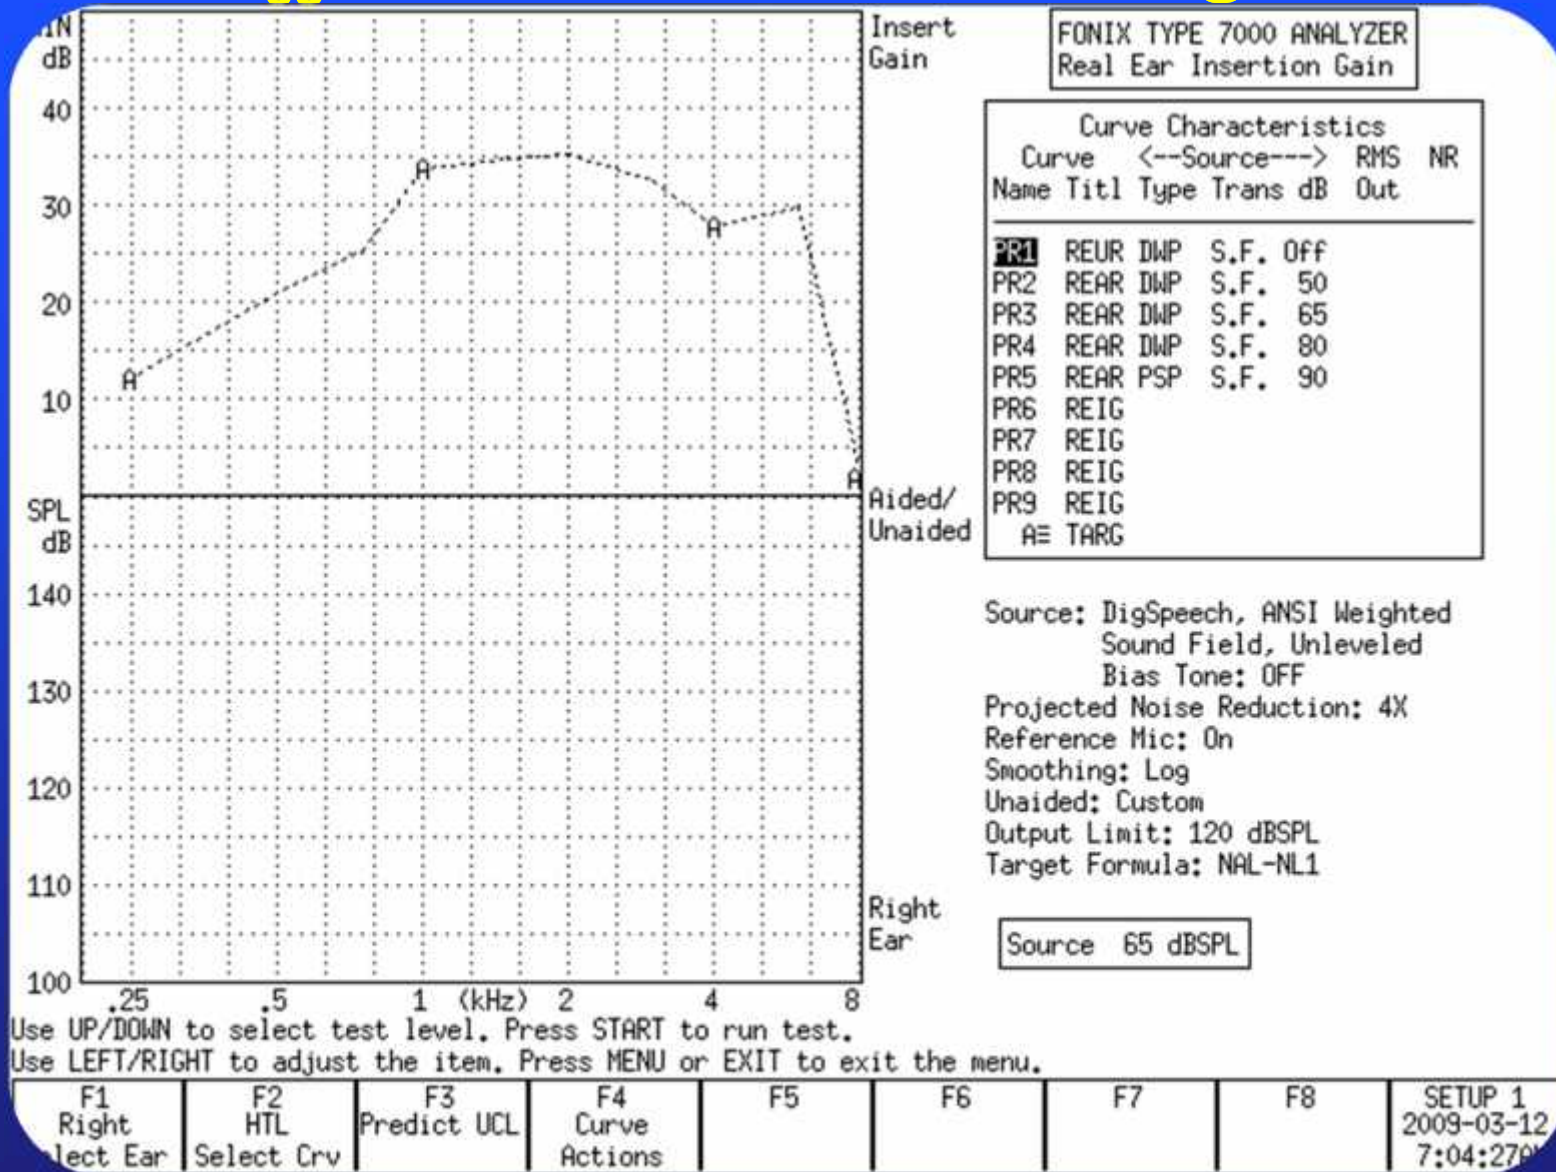 dB
40
30
20
10
A
A
A
A
Insert
Gain
SPL
dB
140
130
120
110
100
Aided/
Unaided
Right
Ear
.25 .5 1 (kHz) 2 4 8
FONIX TYPE 7000 ANALYZER
Real Ear Insertion Gain
Curve Characteristics
Curve <--Source---> RMS NR
Name Titl Type Trans dB Out
PR1 REUR DWP S.F. Off
PR2 REAR DWP S.F. 50
PR3 REAR DWP S.F. 65
PR4 REAR DWP S.F. 80
PR5 REAR PSP S.F. 90
PR6 REIG
PR7 REIG
PR8 REIG
PR9 REIG
A≡ TARG
Source: DigSpeech, ANSI Weighted
Sound Field, Unleveled
Bias Tone: OFF
Projected Noise Reduction: 4X
Reference Mic: On
Smoothing: Log
Unaided: Custom
Output Limit: 120 dBSPL
Target Formula: NAL-NL1
Source 65 dBSPL
Use UP/DOWN to select test level. Press START to run test.
Use LEFT/RIGHT to adjust the item. Press MENU or EXIT to exit the menu.
F1
Right
lect Ear
F2
HTL
Select Crv
F3
Predict UCL
F4
Curve
Actions
F5
F6
F7
F8
SETUP 1
2009-03-12
7:04:27